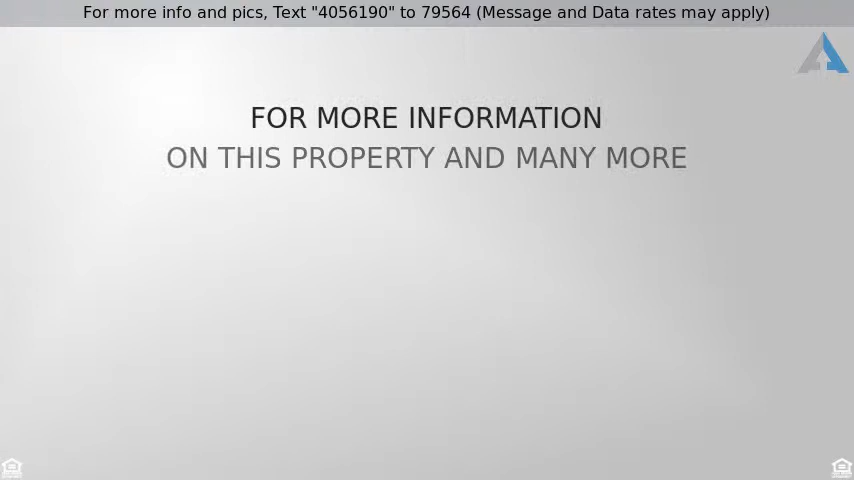 For more info and pics, Text "4056190" to 79564 (Message and Data rates may apply)
FOR MORE INFORMATION
ON THIS PROPERTY AND MANY MORE